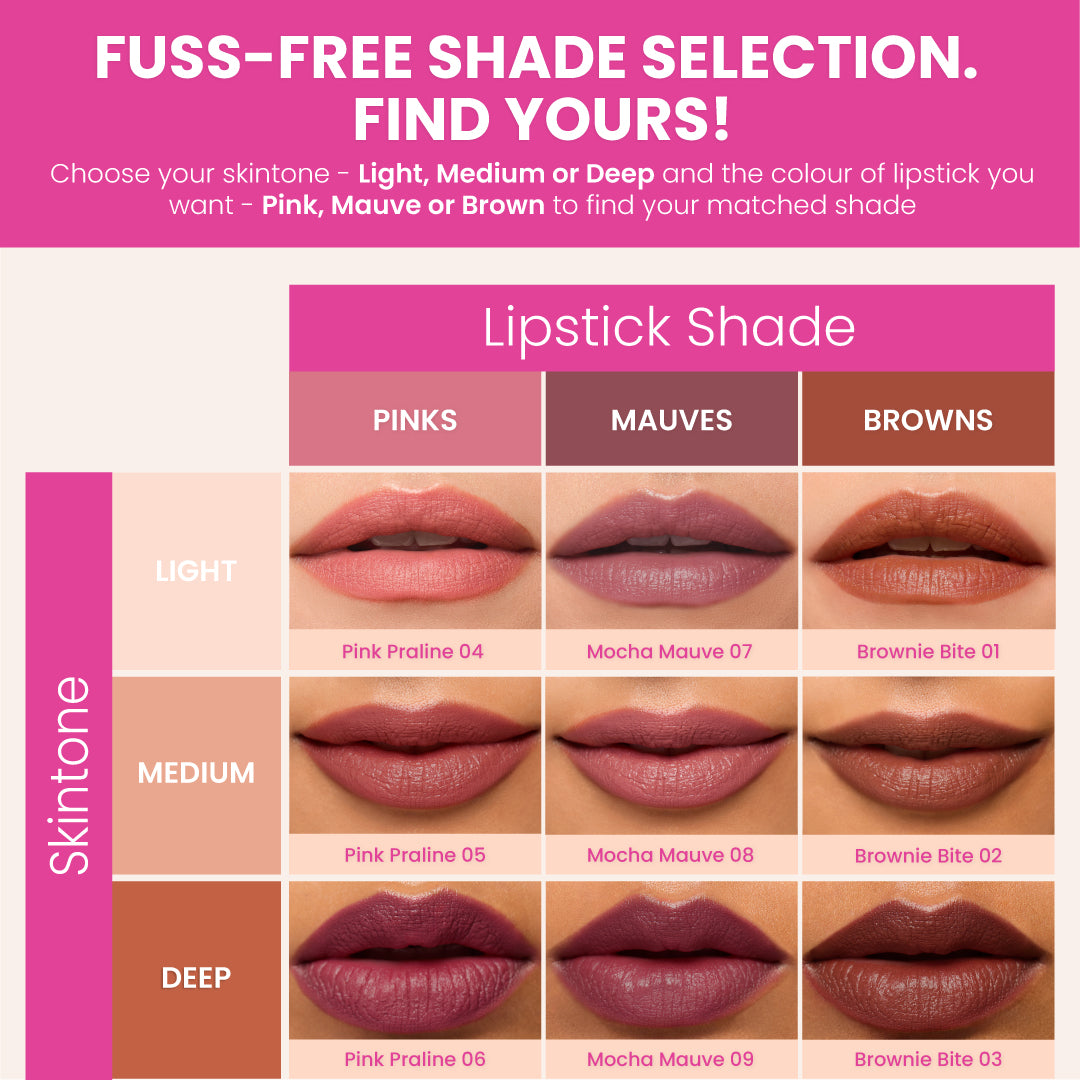 FUSS-FREE SHADE SELECTION.
FIND YOURS!
Choose your skintone - Light, Medium or Deep and the colour of lipstick you
want - Pink, Mauve or Brown to find your matched shade
Lipstick Shade
PINKS
MAUVES
BROWNS
Skintone
LIGHT
Pink Praline 04
Mocha Mauve 07
Brownie Bite 01
MEDIUM
Pink Praline 05
Mocha Mauve 08
Brownie Bite 02
DEEP
Pink Praline 06
Mocha Mauve 09
Brownie Bite 03